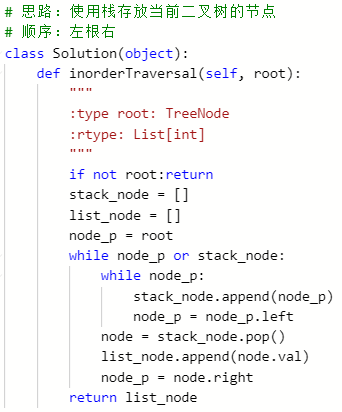 # 思路：使用栈存放当前二叉树的节点
# 顺序：左根右
class Solution(object):
    def inorderTraversal(self, root):
        """
        :type root: TreeNode
        :rtype: List[int]
        """
        if not root:return
        stack_node = []
        list_node = []
        node_p = root
        while node_p or stack_node:
            while node_p:
                stack_node.append(node_p)
                node_p = node_p.left
            node = stack_node.pop()
            list_node.append(node.val)
            node_p = node.right
        return list_node